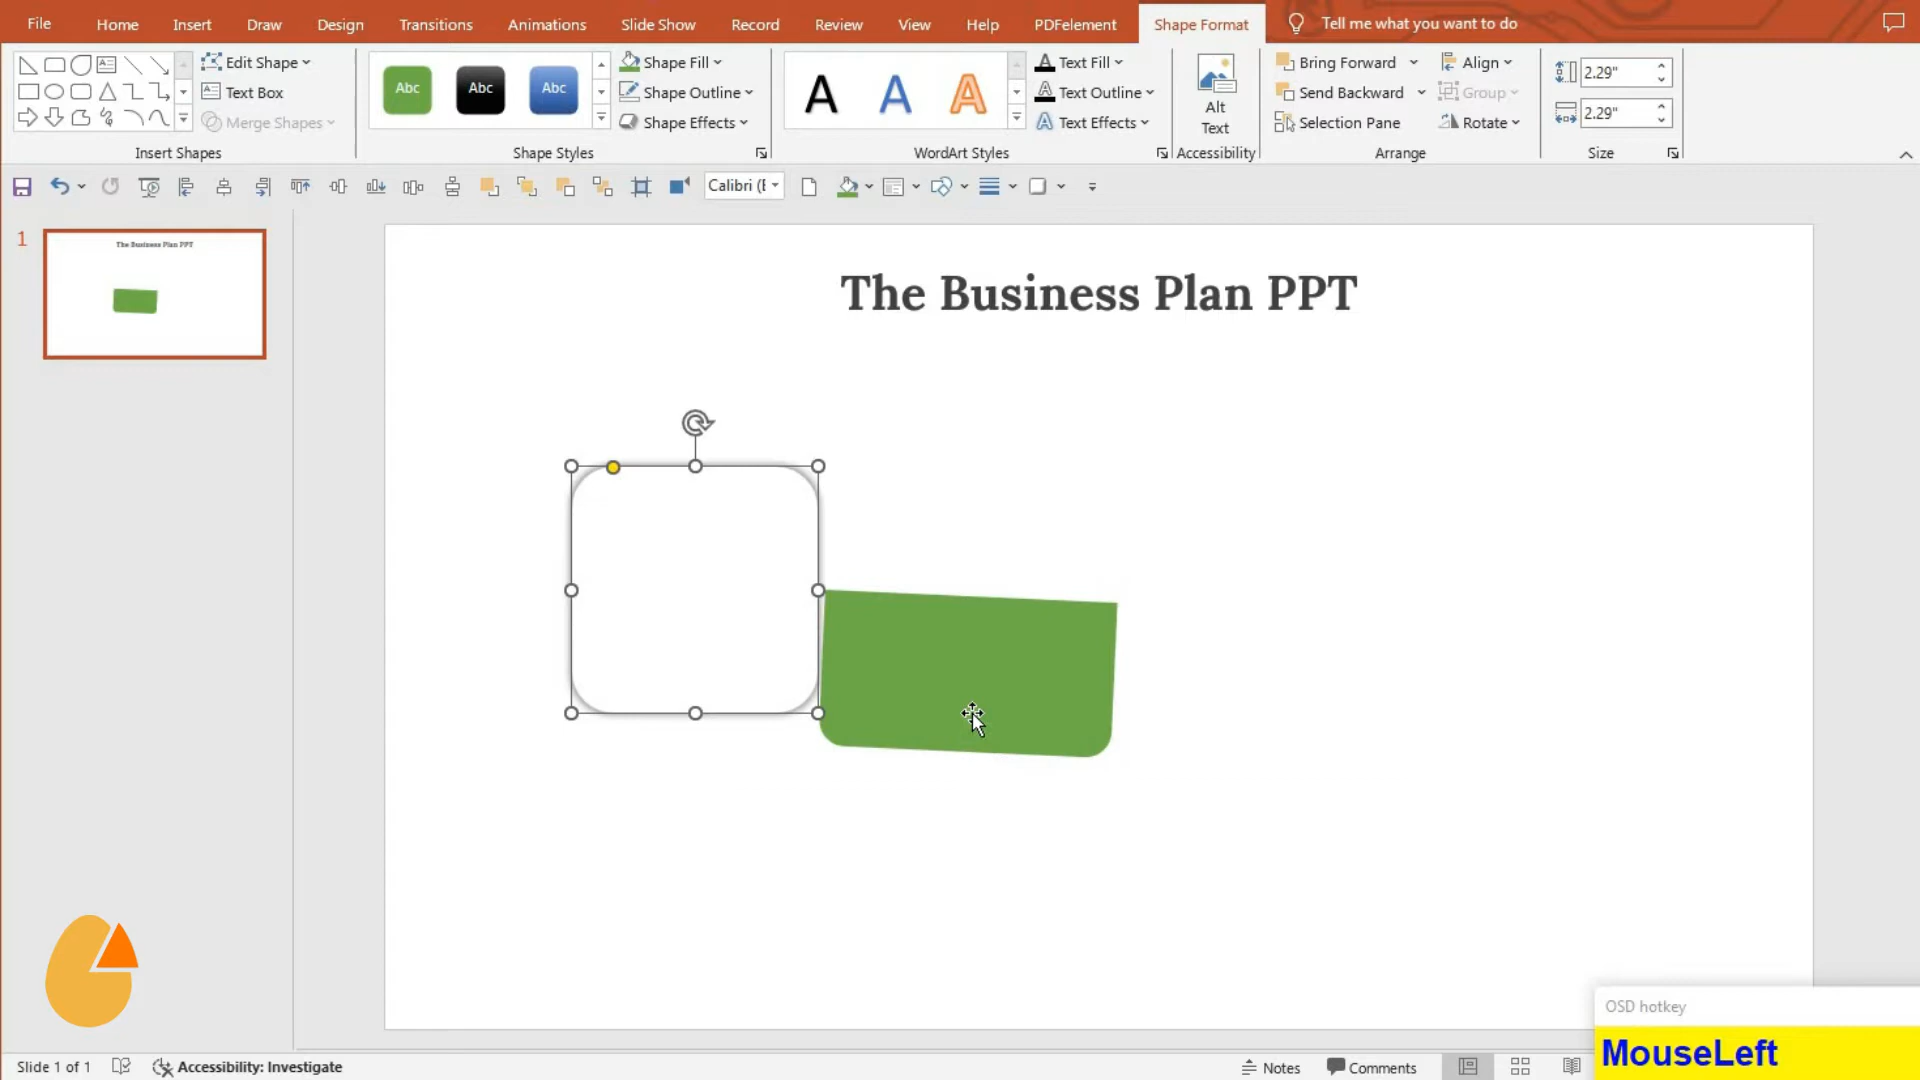 File Home Insert Draw Design Transitions Animations Slide Show Record Review View Help PDFelement Shape Format Tell me what you want to do
Edit Shape
Text Box
Merge Shapes
Insert Shapes
Abc Abc Abc
Shape Fill
Shape Outline
Shape Effects
Shape Styles
A A A
Text Fill
Text Outline
Text Effects
WordArt Styles
Alt
Text
Accessibility
Bring Forward
Send Backward
Selection Pane
Align
Group
Rotate
Arrange
2.29"
2.29"
Size
Calibri (
1
The Business Plan PPT
The Business Plan PPT
OSD hotkey
MouseLeft
Slide 1 of 1 Accessibility: Investigate Notes Comments